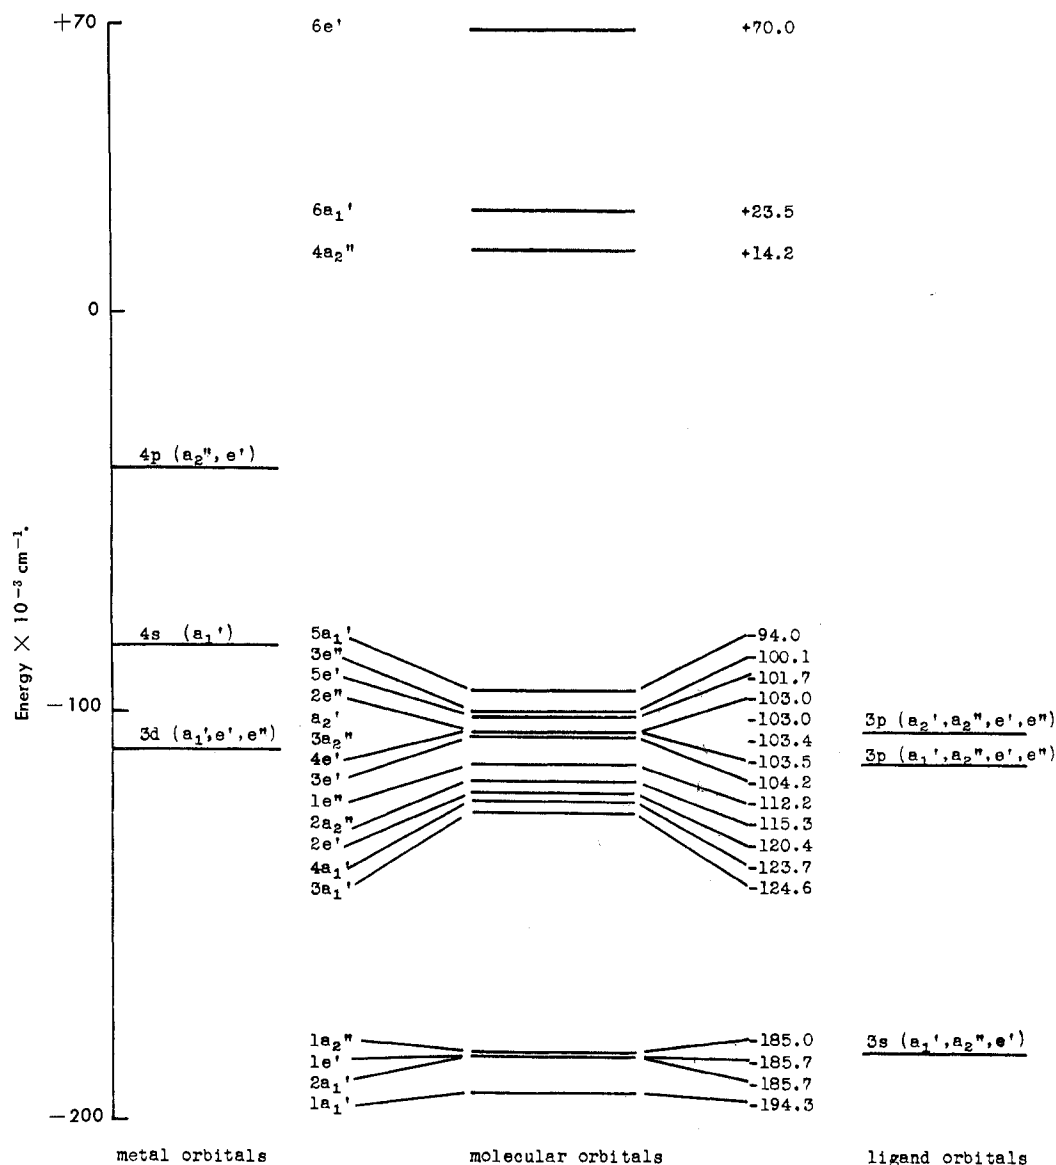 +70
6e'
+70.0
6a₁'
+23.5
4a₂"
+14.2
0
4p (a₂", e')
Energy × 10⁻³ cm⁻¹.
4s (a₁')
5a₁'
-94.0
3e"
-100.1
5e'
-101.7
2e"
-103.0
-100
a₂'
-103.0
3p (a₂',a₂",e',e")
3d (a₁',e',e")
3a₂"
-103.4
4e'
-103.5
3p (a₁',a₂",e',e")
3e'
-104.2
1e"
-112.2
2a₂"
-115.3
2e'
-120.4
4a₁'
-123.7
3a₁'
-124.6
1a₂"
-185.0
3s (a₁',a₂",e')
1e'
-185.7
2a₁'
-185.7
1a₁'
-194.3
-200
metal orbitals
molecular orbitals
ligand orbitals